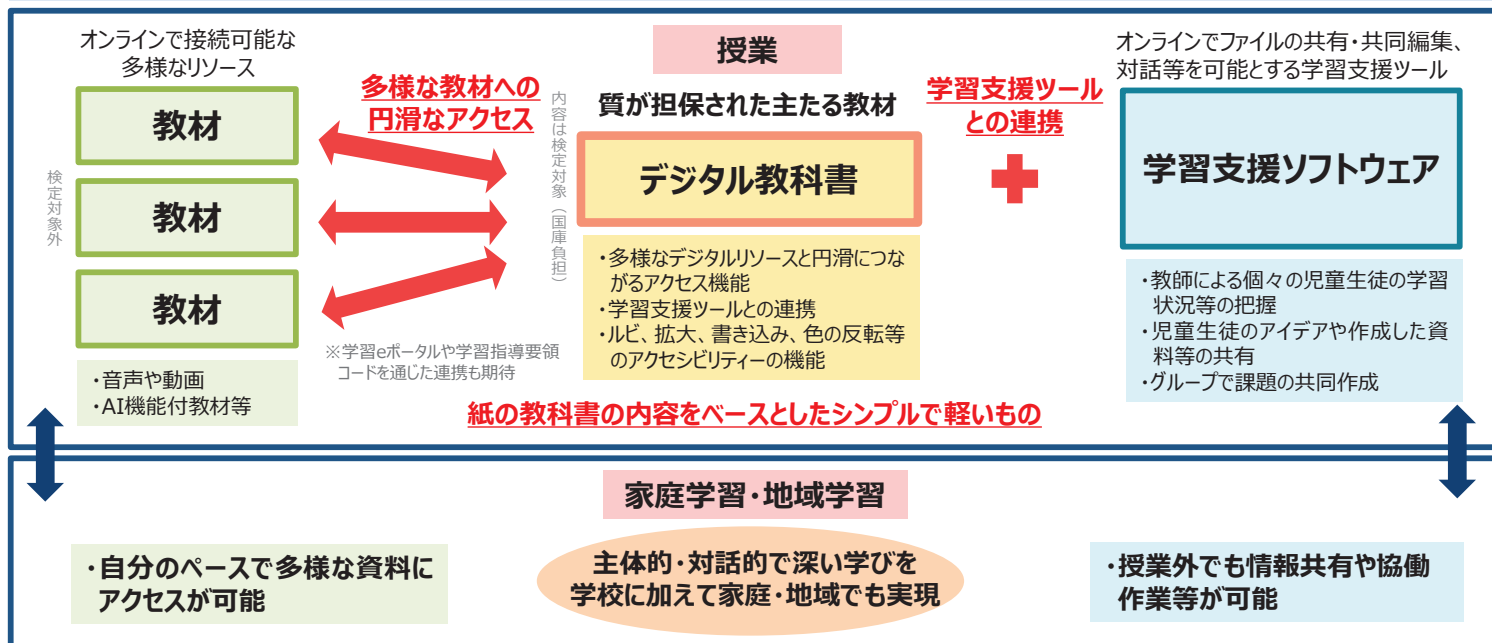 授業
オンラインで接続可能な
多様なリソース
教材
教材
教材
検定対象外
・音声や動画
・AI機能付教材等
多様な教材への
円滑なアクセス
※学習eポータルや学習指導要領
コードを通じた連携も期待
内容は検定対象（国庫負担）
質が担保された主たる教材
デジタル教科書
・多様なデジタルリソースと円滑につな
がるアクセス機能
・学習支援ツールとの連携
・ルビ、拡大、書き込み、色の反転等
のアクセシビリティーの機能
学習支援ツール
との連携
オンラインでファイルの共有・共同編集、
対話等を可能とする学習支援ツール
学習支援ソフトウェア
・教師による個々の児童生徒の学習
状況等の把握
・児童生徒のアイデアや作成した資
料等の共有
・グループで課題の共同作成
紙の教科書の内容をベースとしたシンプルで軽いもの
家庭学習・地域学習
・自分のペースで多様な資料に
アクセスが可能
主体的・対話的で深い学びを
学校に加えて家庭・地域でも実現
・授業外でも情報共有や協働
作業等が可能